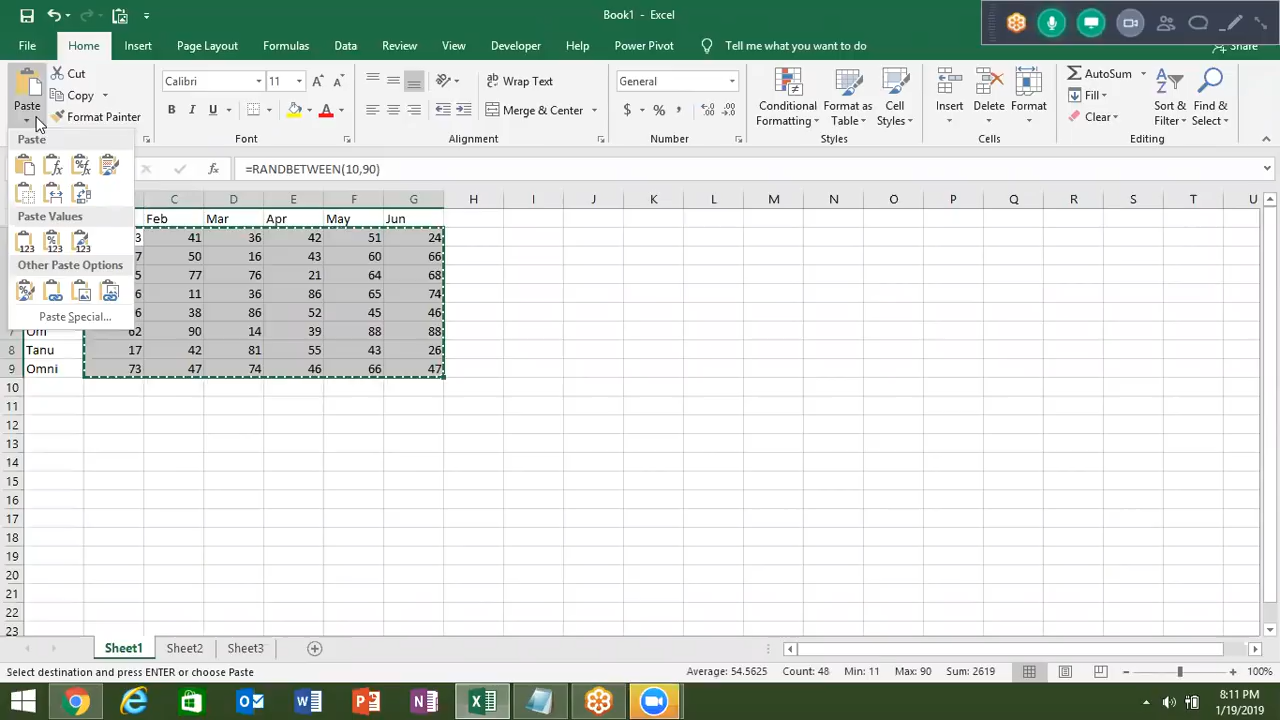 Book1 - Excel
File Home Insert Page Layout Formulas Data Review View Developer Help Power Pivot Tell me what you want to do Share
Paste
Cut
Copy
Format Painter
Calibri 11
B I U
Font
Wrap Text
Merge & Center
Alignment
General
$ % ,
Number
Conditional Formatting
Format as Table
Cell Styles
Styles
Insert
Delete
Format
Cells
AutoSum
Fill
Clear
Sort & Filter
Find & Select
Editing
Paste
Paste Values
Other Paste Options
Paste Special...
fx =RANDBETWEEN(10,90)
C D E F G H I J K L M N O P Q R S T U
Feb Mar Apr May Jun
3 41 36 42 51 24
7 50 16 43 60 66
5 77 76 21 64 68
6 11 36 86 65 74
6 38 86 52 45 46
7 Om 62 90 14 39 88 88
8 Tanu 17 42 81 55 43 26
9 Omni 73 47 74 46 66 47
10
11
12
13
14
15
16
17
18
19
20
21
22
23
Sheet1 Sheet2 Sheet3
Select destination and press ENTER or choose Paste
Average: 54.5625 Count: 48 Min: 11 Max: 90 Sum: 2619
100%
8:11 PM
1/19/2019